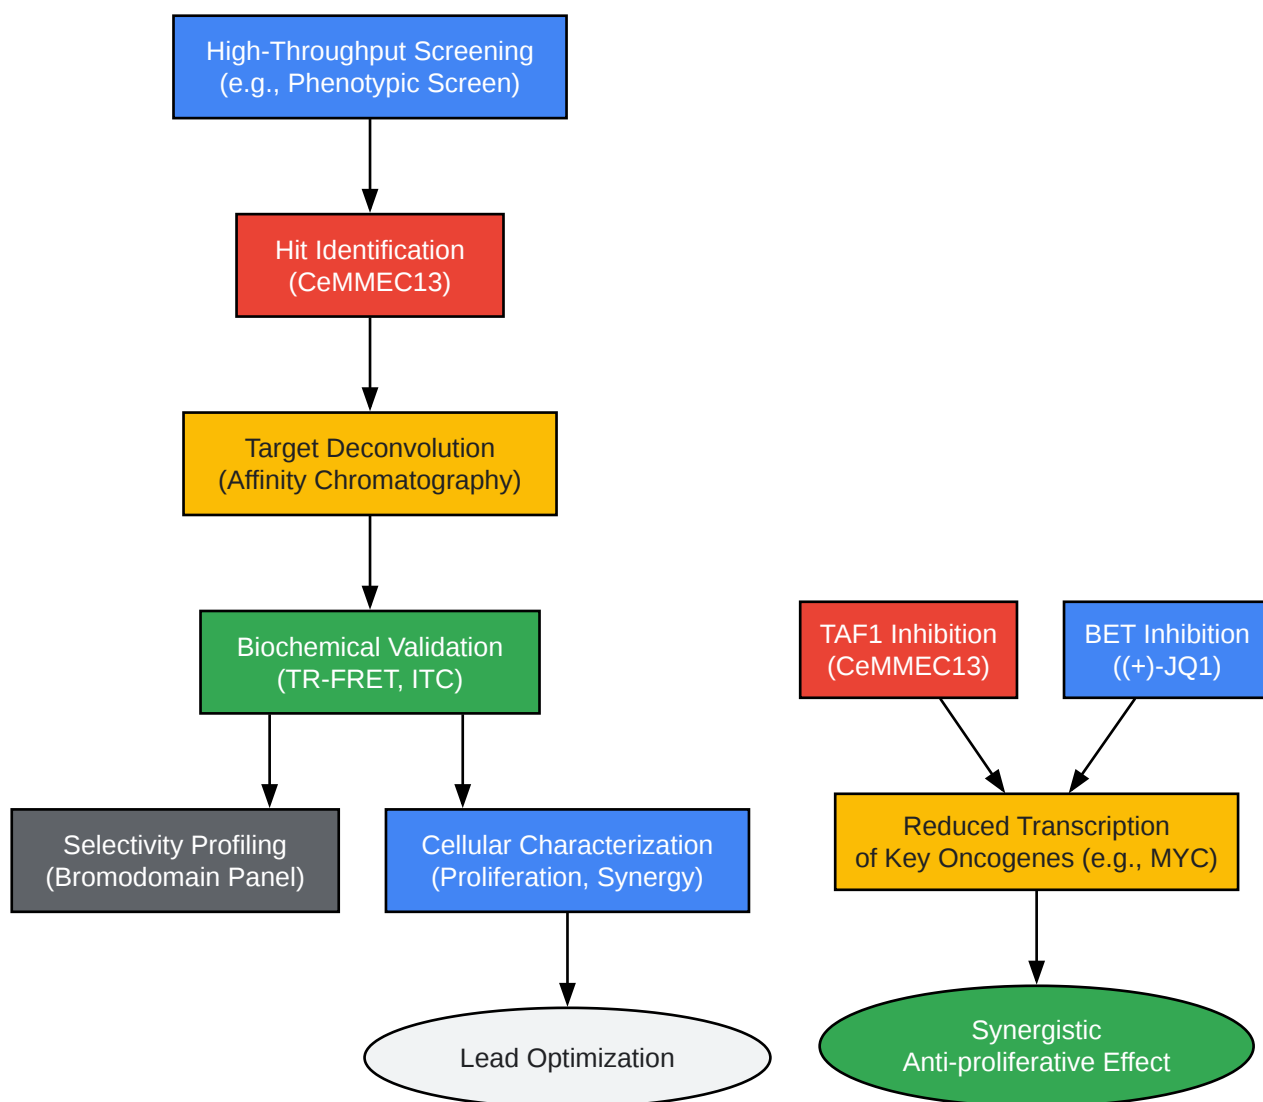 High-Throughput Screening
(e.g., Phenotypic Screen)
Hit Identification
(CeMMEC13)
Target Deconvolution
(Affinity Chromatography)
Biochemical Validation
(TR-FRET, ITC)
Selectivity Profiling
(Bromodomain Panel)
Cellular Characterization
(Proliferation, Synergy)
Lead Optimization
TAF1 Inhibition
(CeMMEC13)
BET Inhibition
((+)-JQ1)
Reduced Transcription
of Key Oncogenes (e.g., MYC)
Synergistic
Anti-proliferative Effect